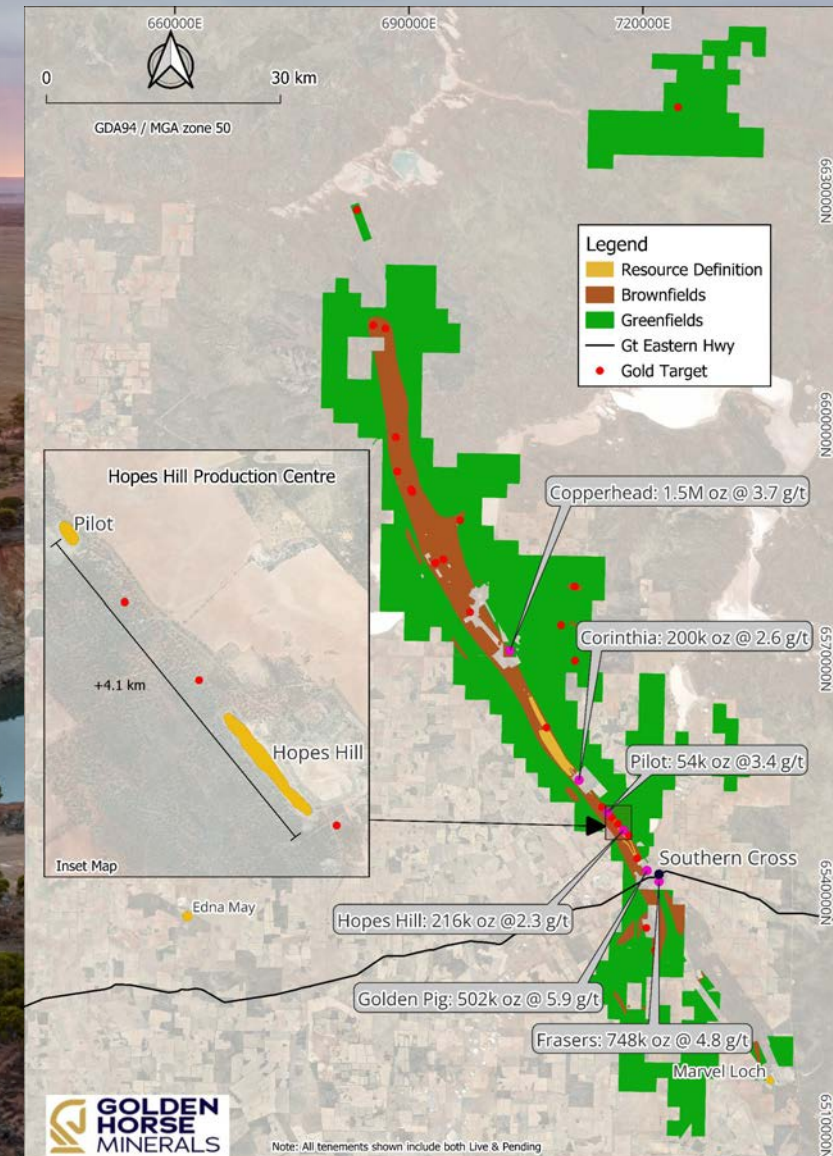 660000E
690000E
720000E
0
30 km
GDA94 / MGA zone 50
6630000N
Legend
Resource Definition
Brownfields
Greenfields
Gt Eastern Hwy
Gold Target
6600000N
Hopes Hill Production Centre
Pilot
+4.1 km
Hopes Hill
Inset Map
Copperhead: 1.5M oz @ 3.7 g/t
Corinthia: 200k oz @ 2.6 g/t
6570000N
Pilot: 54k oz @3.4 g/t
Southern Cross
6540000N
Edna May
Hopes Hill: 216k oz @2.3 g/t
Golden Pig: 502k oz @ 5.9 g/t
Frasers: 748k oz @ 4.8 g/t
Marvel Loch
6510000N
GOLDEN
HORSE
MINERALS
Note: All tenements shown include both Live & Pending